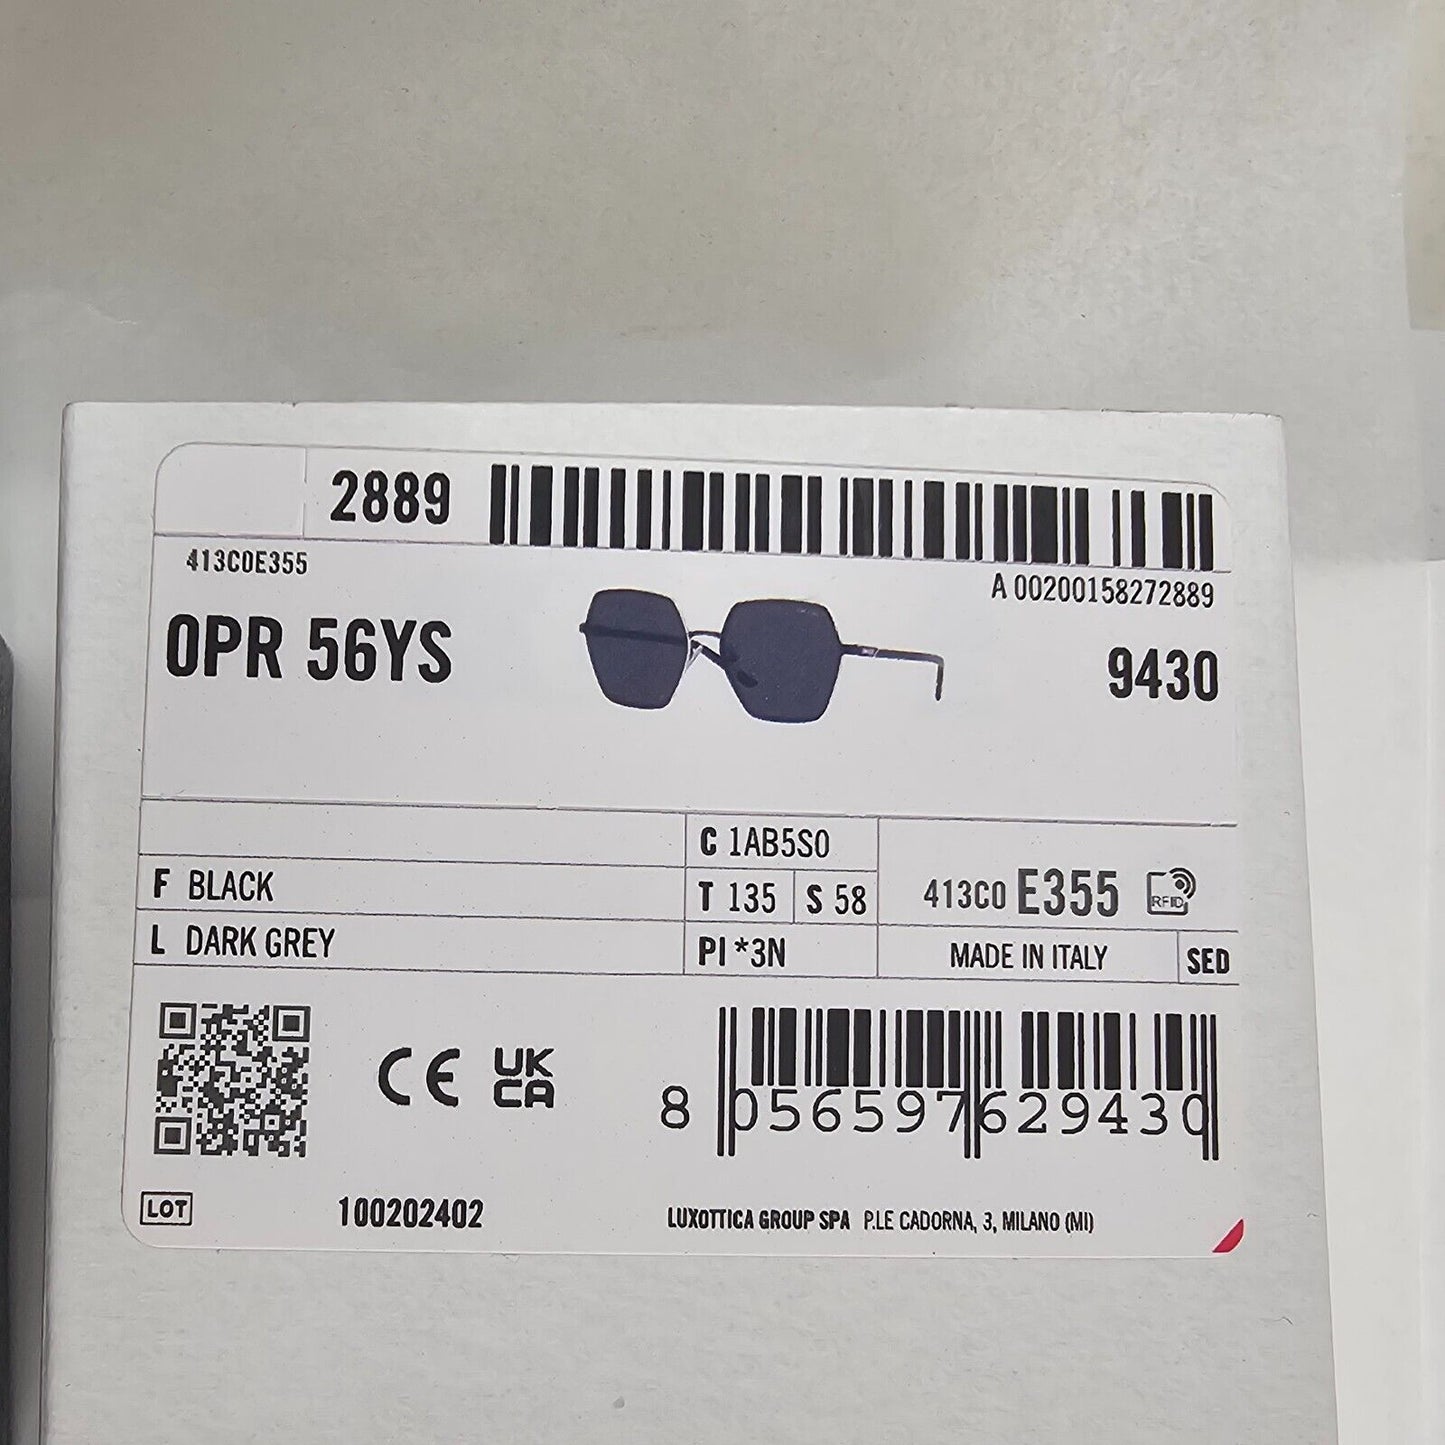 2889
413C0E355
A 00200158272889
0PR 56YS
9430
C 1AB5S0
F BLACK
T 135 S 58
413C0 E355
RFID
L DARK GREY
PI *3N
MADE IN ITALY
SED
CE UK CA
8 056597 629430
LOT
100202402
LUXOTTICA GROUP SPA P.LE CADORNA, 3, MILANO (MI)